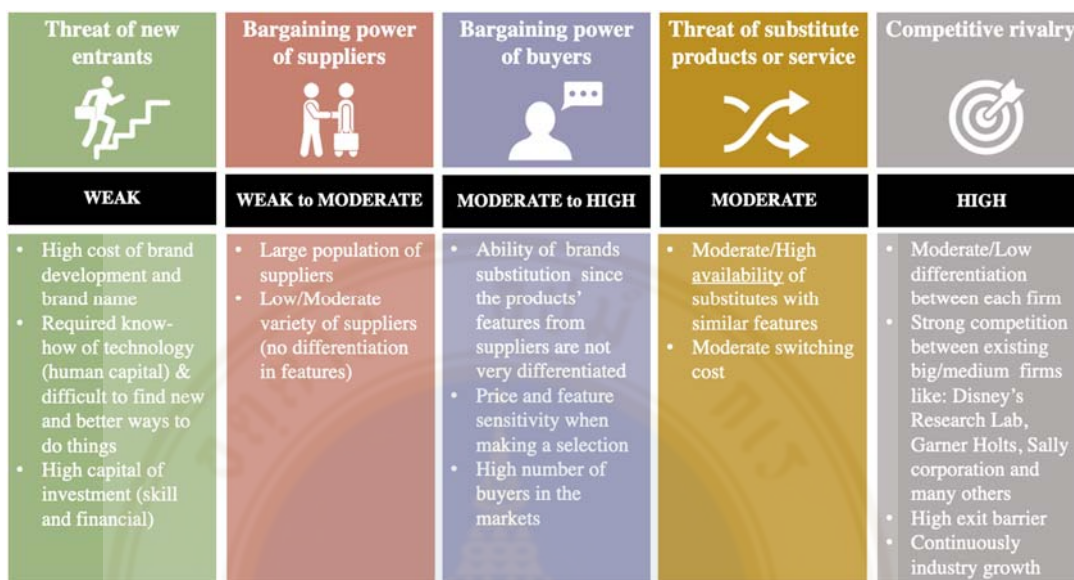 Threat of new
entrants
WEAK
• High cost of brand
development and
brand name
• Required know-
how of technology
(human capital) &
difficult to find new
and better ways to
do things
• High capital of
investment (skill
and financial)
Bargaining power
of suppliers
WEAK to MODERATE
• Large population of
suppliers
• Low/Moderate
variety of suppliers
(no differentiation
in features)
Bargaining power
of buyers
MODERATE to HIGH
• Ability of brands
substitution since
the products'
features from
suppliers are not
very differentiated
• Price and feature
sensitivity when
making a selection
• High number of
buyers in the
markets
Threat of substitute
products or service
MODERATE
• Moderate/High
availability of
substitutes with
similar features
• Moderate switching
cost
Competitive rivalry
HIGH
• Moderate/Low
differentiation
between each firm
• Strong competition
between existing
big/medium firms
like: Disney's
Research Lab,
Garner Holts, Sally
corporation and
many others
• High exit barrier
• Continuously
industry growth